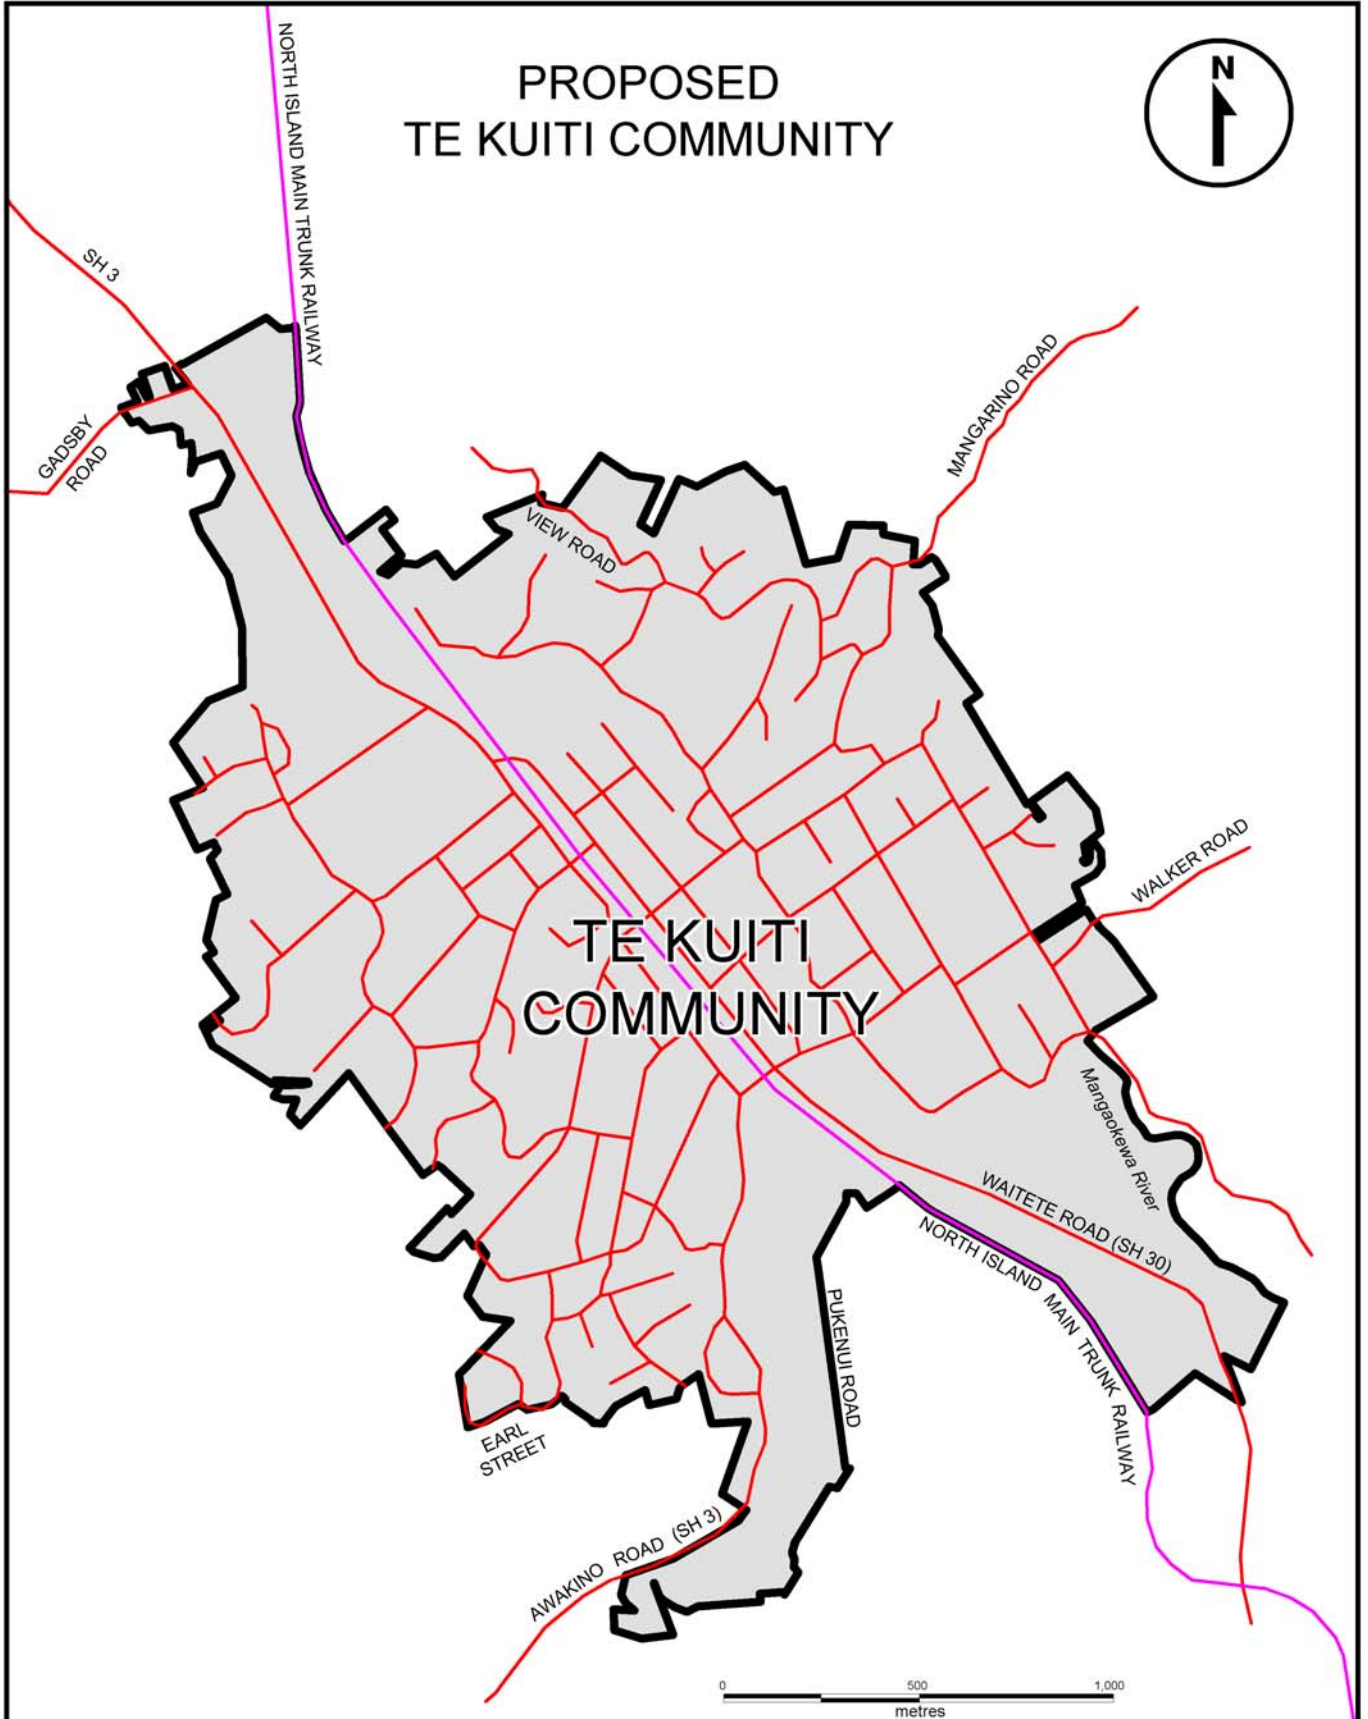 PROPOSED
TE KUITI COMMUNITY
N
NORTH ISLAND MAIN TRUNK RAILWAY
SH 3
GADSBY
ROAD
MANGARINO ROAD
VIEW ROAD
WALKER ROAD
TE KUITI
COMMUNITY
Mangaokewa River
WAITETE ROAD (SH 30)
NORTH ISLAND MAIN TRUNK RAILWAY
PUKENUI ROAD
EARL
STREET
AWAKINO ROAD (SH 3)
0 500 1,000
metres